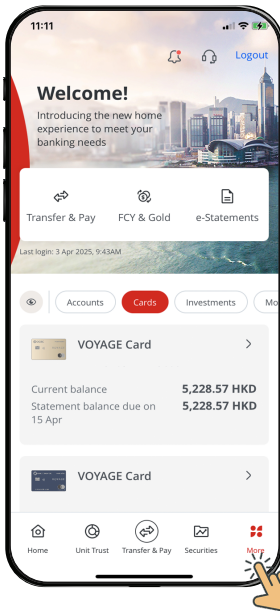 11:11
Logout
Welcome!
Introducing the new home
experience to meet your
banking needs
Transfer & Pay FCY & Gold e-Statements
Last login: 3 Apr 2025, 9:43AM
Accounts Cards Investments Mo
VOYAGE Card
Current balance 5,228.57 HKD
Statement balance due on 5,228.57 HKD
15 Apr
VOYAGE Card
Home Unit Trust Transfer & Pay Securities More